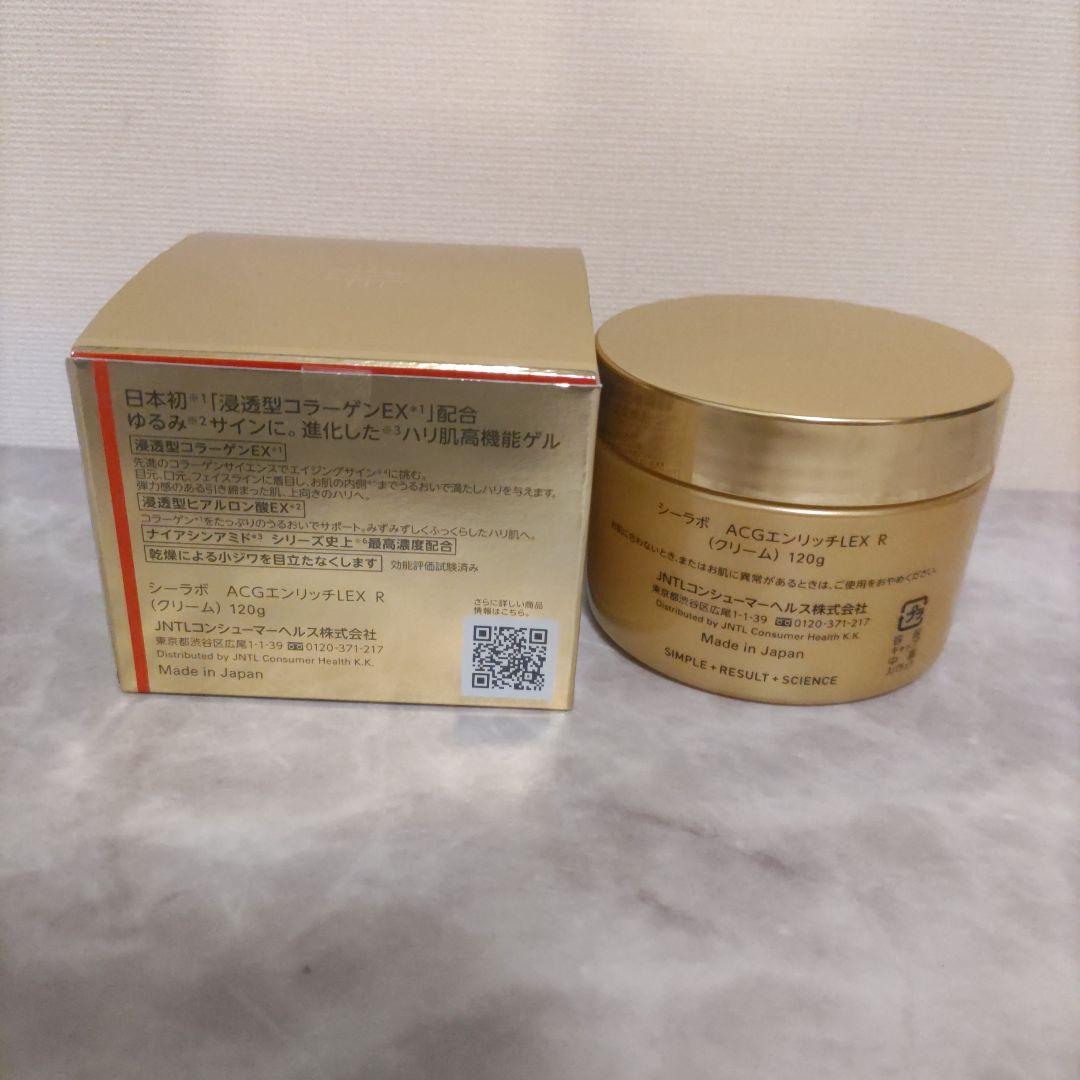 日本初※1「浸透型コラーゲンEX*1」配合
ゆるみ※2サインに。進化した※3ハリ肌高機能ゲル
浸透型コラーゲンEX*1
先進のコラーゲンサイエンスでエイジングサイン※4に挑む。
目元、口元、フェイスラインに着目し、お肌の内側※5までうるおいで満たしハリを与えます。
弾力感のある引き締まった肌、上向きのハリへ。
浸透型ヒアルロン酸EX*2
コラーゲン*1をたっぷりのうるおいでサポート。みずみずしくふっくらしたハリ肌へ。
ナイアシンアミド*3 シリーズ史上※6最高濃度配合
乾燥による小ジワを目立たなくします 効能評価試験済み
シーラボ ACGエンリッチLEX R
(クリーム) 120g
JNTLコンシューマーヘルス株式会社
東京都渋谷区広尾1-1-39 0120-371-217
Distributed by JNTL Consumer Health K.K.
Made in Japan
さらに詳しい商品
情報はこちら。
シーラボ ACGエンリッチLEX R
(クリーム) 120g
お肌に合わないとき、またはお肌に異常があるときは、ご使用をおやめください。
JNTLコンシューマーヘルス株式会社
東京都渋谷区広尾1-1-39 0120-371-217
Distributed by JNTL Consumer Health K.K.
Made in Japan
SIMPLE + RESULT + SCIENCE
プラ